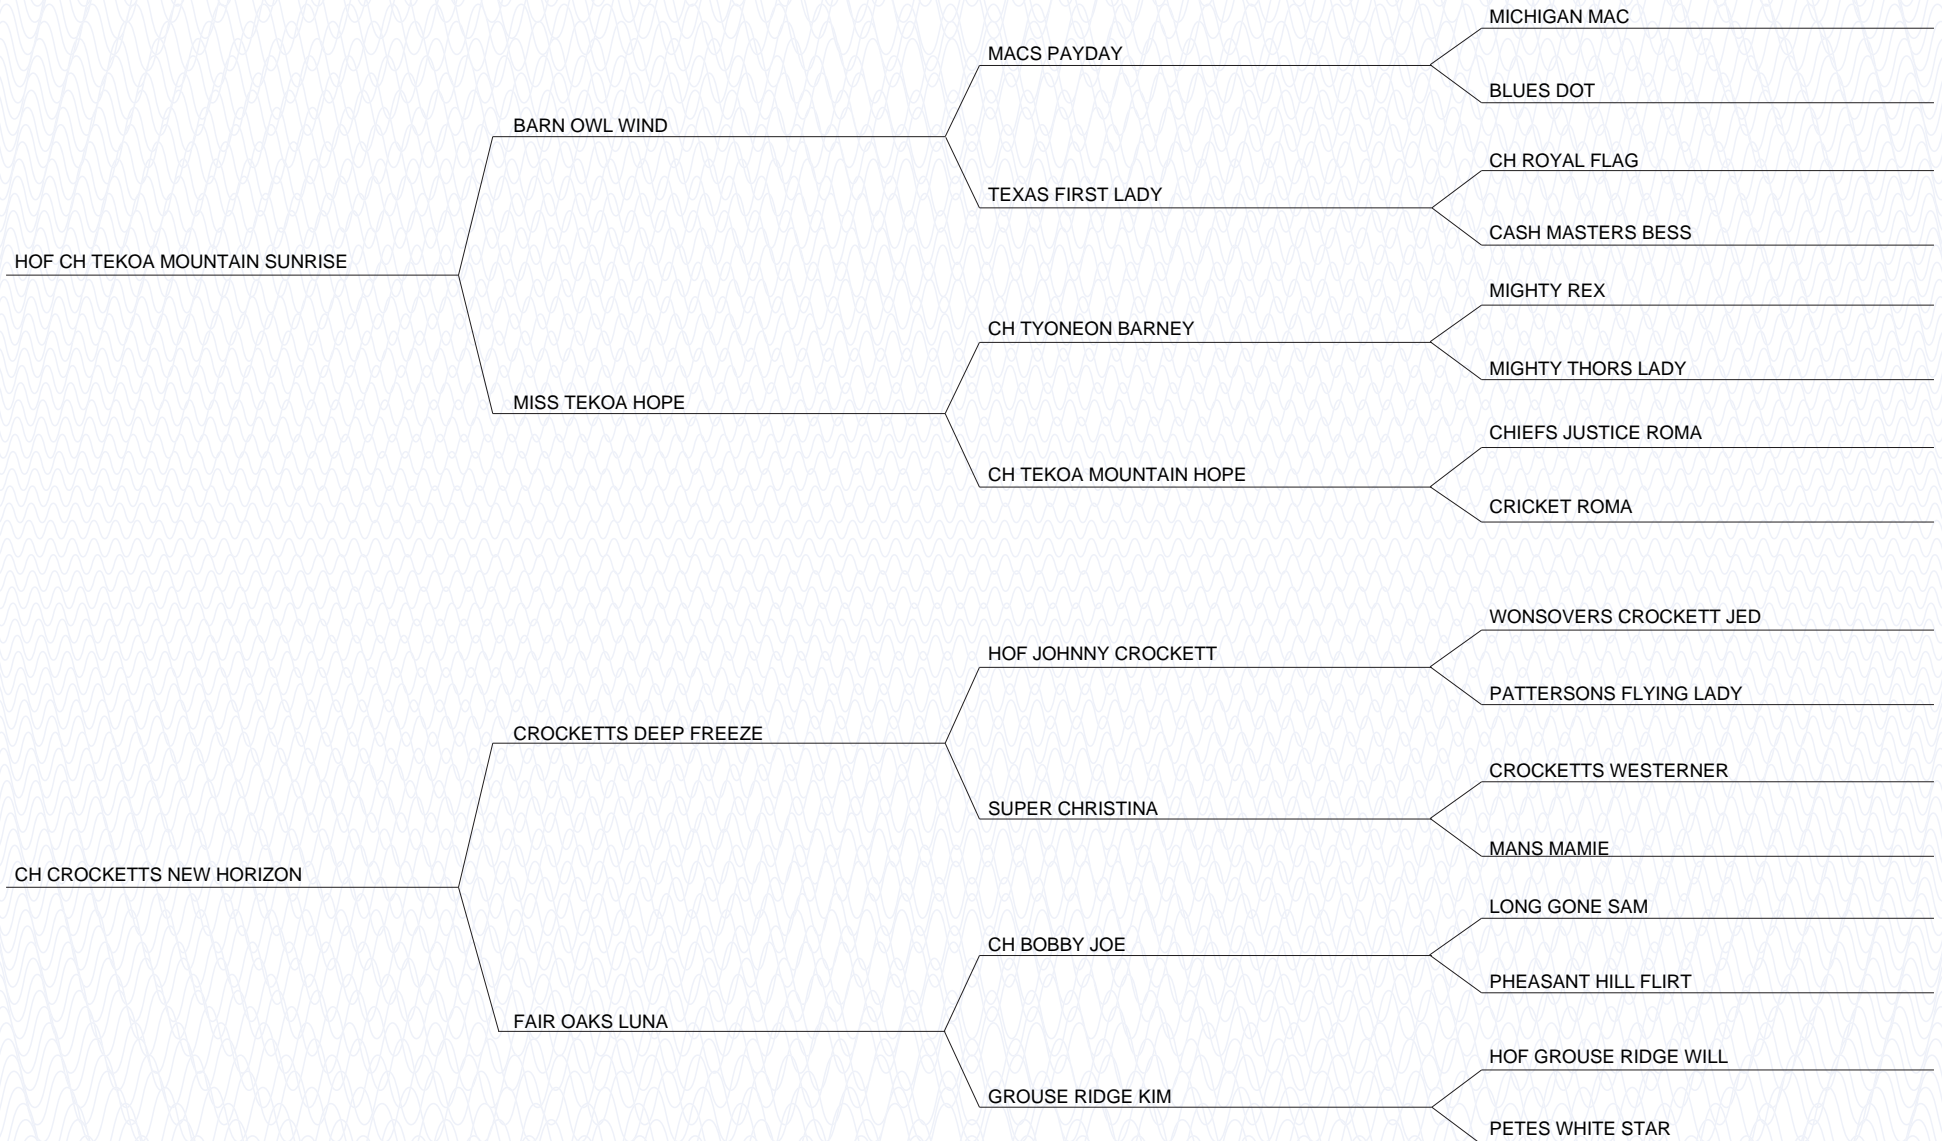 MICHIGAN MAC
MACS PAYDAY
BLUES DOT
BARN OWL WIND
CH ROYAL FLAG
TEXAS FIRST LADY
CASH MASTERS BESS
HOF CH TEKOA MOUNTAIN SUNRISE
MIGHTY REX
CH TYONEON BARNEY
MIGHTY THORS LADY
MISS TEKOA HOPE
CHIEFS JUSTICE ROMA
CH TEKOA MOUNTAIN HOPE
CRICKET ROMA
WONSOVERS CROCKETT JED
HOF JOHNNY CROCKETT
PATTERSONS FLYING LADY
CROCKETTS DEEP FREEZE
CROCKETTS WESTERNER
SUPER CHRISTINA
MANS MAMIE
CH CROCKETTS NEW HORIZON
LONG GONE SAM
CH BOBBY JOE
PHEASANT HILL FLIRT
FAIR OAKS LUNA
HOF GROUSE RIDGE WILL
GROUSE RIDGE KIM
PETES WHITE STAR